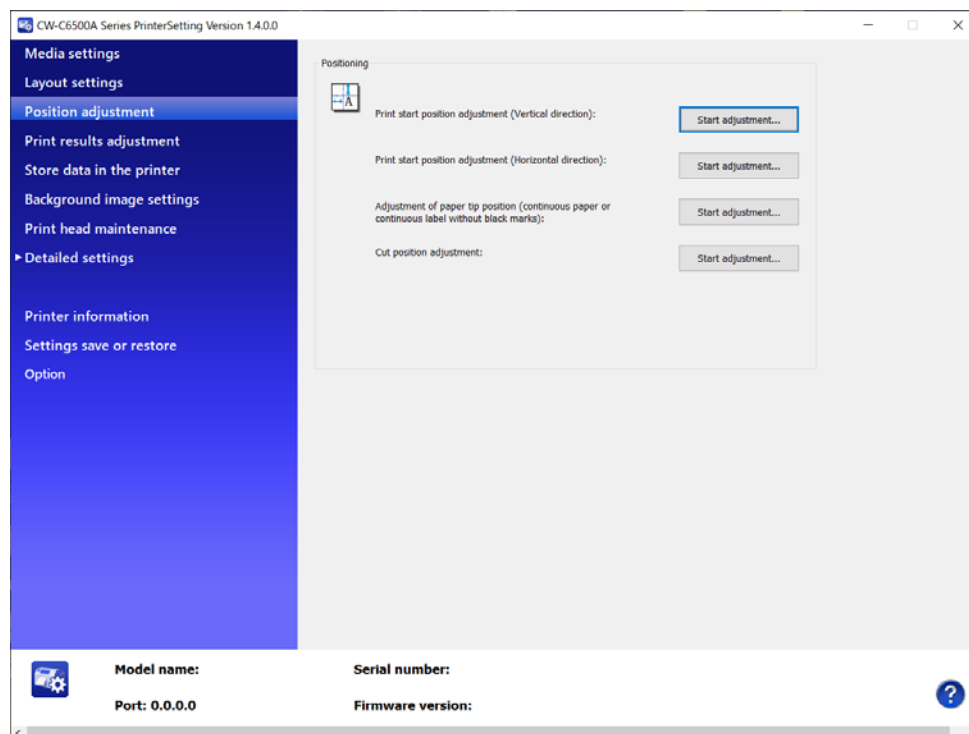 CW-C6500A Series PrinterSetting Version 1.4.0.0
Media settings
Layout settings
Position adjustment
Print results adjustment
Store data in the printer
Background image settings
Print head maintenance
Detailed settings
Printer information
Settings save or restore
Option
Positioning
A
Print start position adjustment (Vertical direction):
Start adjustment...
Print start position adjustment (Horizontal direction):
Start adjustment...
Adjustment of paper tip position (continuous paper or
continuous label without black marks):
Start adjustment...
Cut position adjustment:
Start adjustment...
Model name:
Serial number:
Port: 0.0.0.0
Firmware version:
?